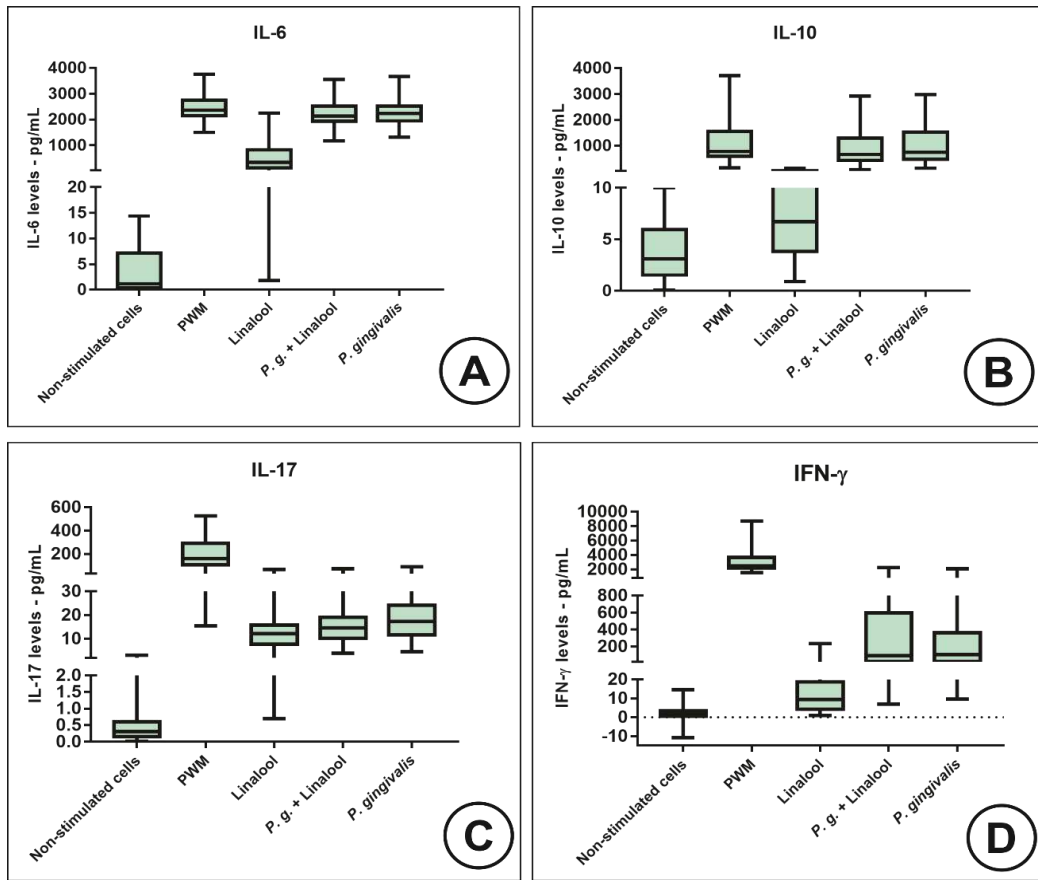 IL-6
IL-6 levels - pg/mL
4000
3000
2000
1000
20
15
10
5
0
Non-stimulated cells
PWM
Linalool
P. g. + Linalool
P. gingivalis
A
IL-10
IL-10 levels - pg/mL
4000
3000
2000
1000
10
5
0
Non-stimulated cells
PWM
Linalool
P. g. + Linalool
P. gingivalis
B
IL-17
IL-17 levels - pg/mL
600
400
200
30
20
10
2.0
1.5
1.0
0.5
0.0
Non-stimulated cells
PWM
Linalool
P. g. + Linalool
P. gingivalis
C
IFN-γ
IFN-γ levels - pg/mL
10000
8000
6000
4000
2000
800
600
400
200
20
10
0
-10
Non-stimulated cells
PWM
Linalool
P. g. + Linalool
P. gingivalis
D